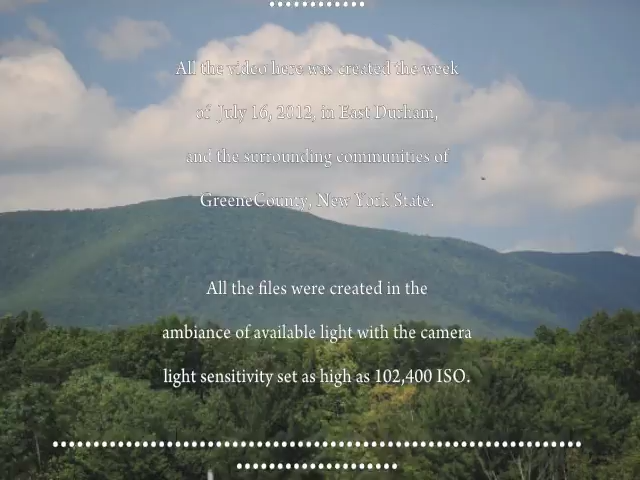 All the video here was created the week
of July 16, 2012, in East Durham,
and the surrounding communities of
GreeneCounty, New York State.
All the files were created in the
ambiance of available light with the camera
light sensitivity set as high as 102,400 ISO.